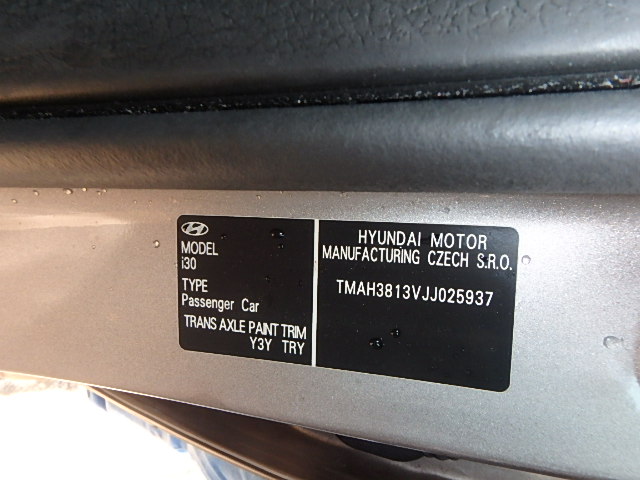 MODEL
i30
TYPE
Passenger Car
TRANS AXLE PAINT TRIM
Y3Y TRY
HYUNDAI MOTOR
MANUFACTURING CZECH S.R.O.
TMAH3813VJJ025937